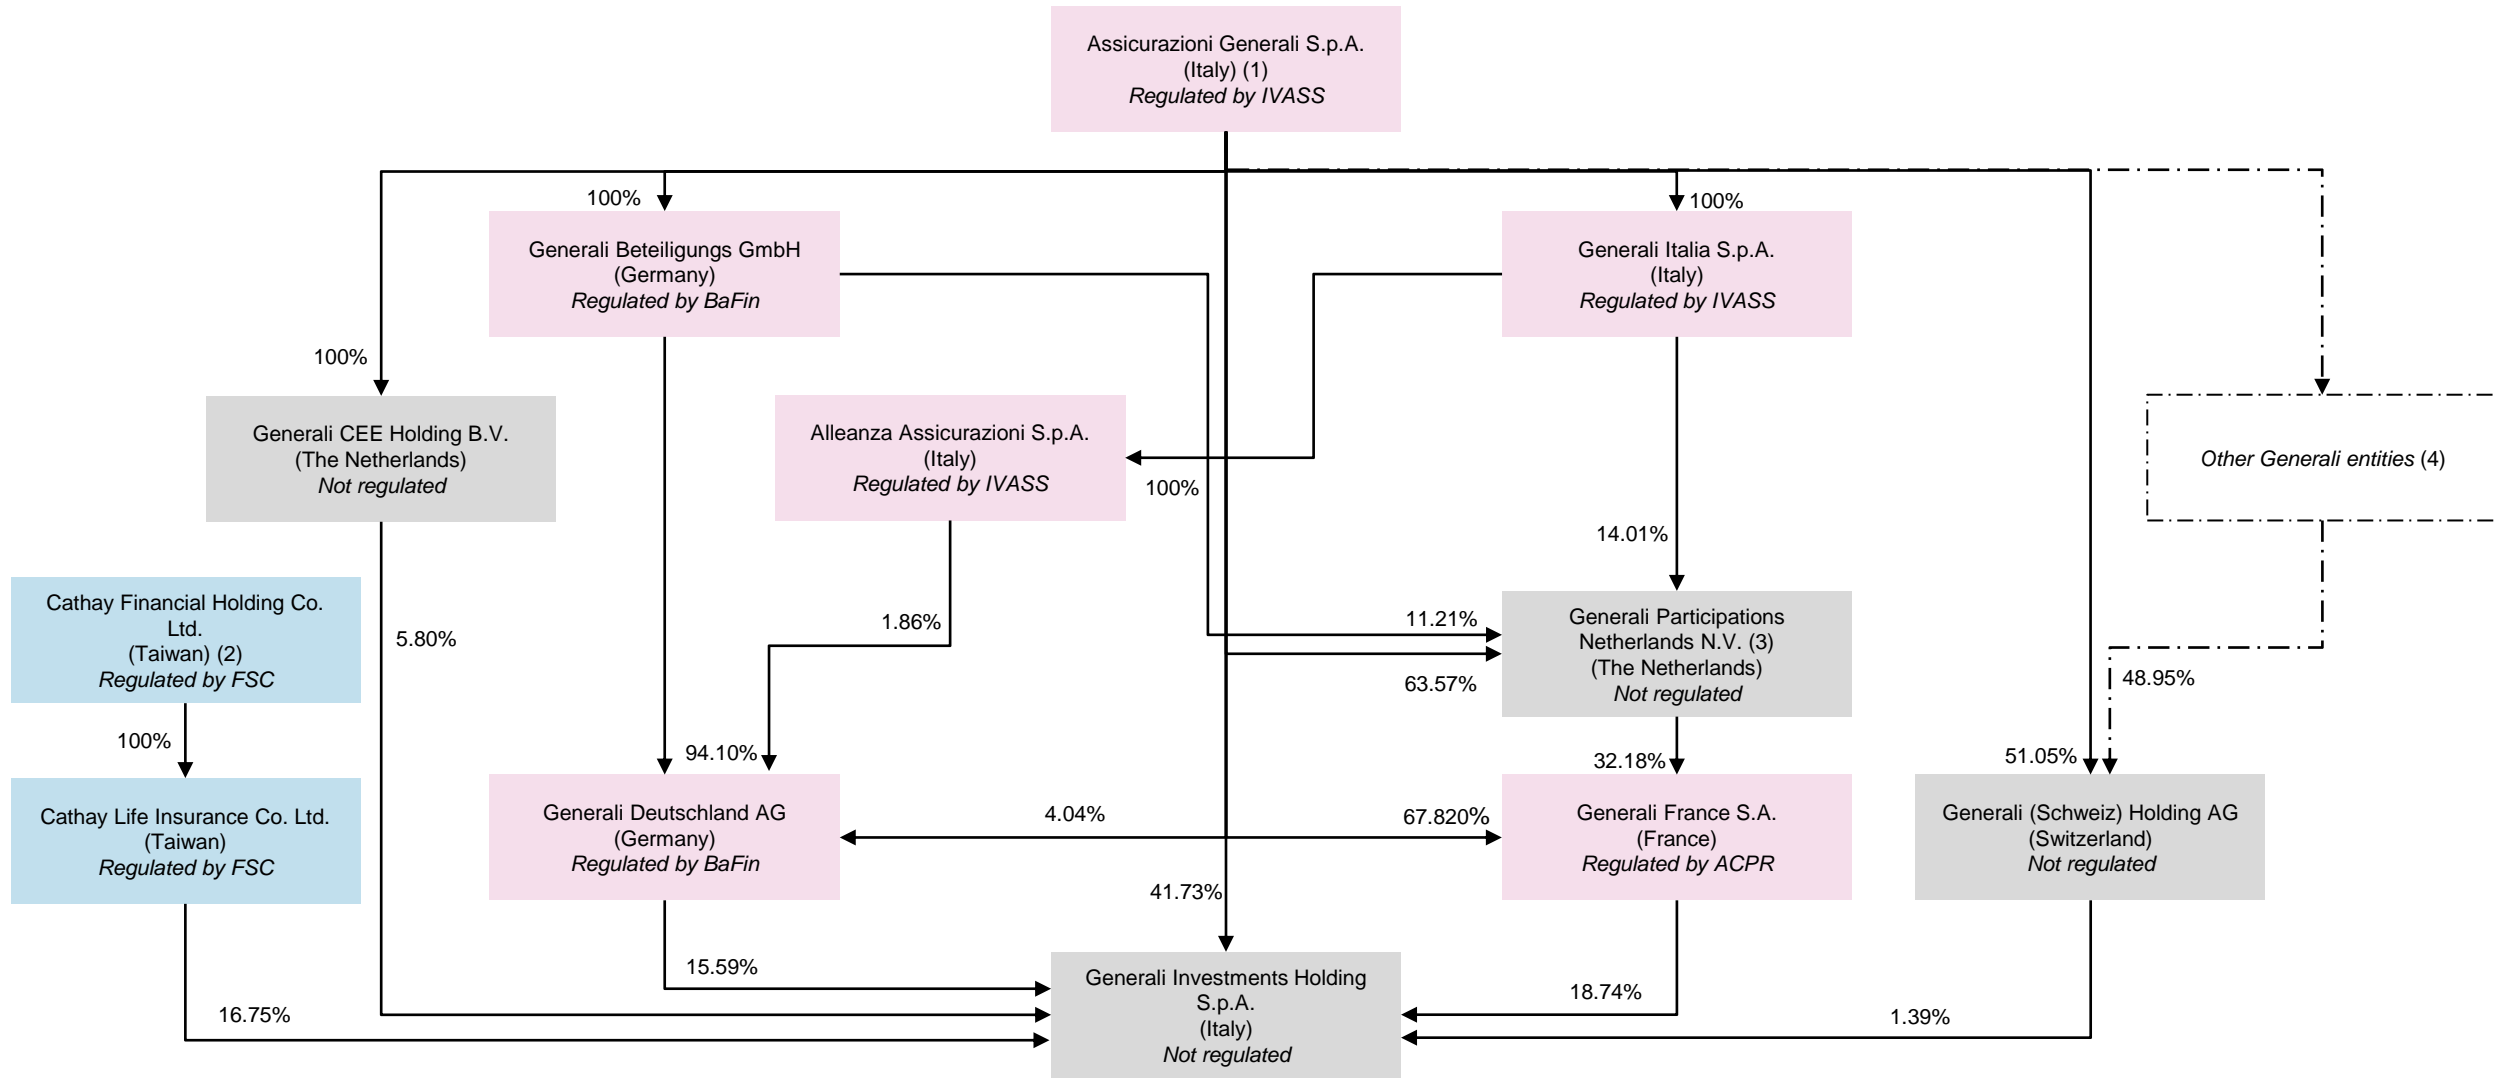 Assicurazioni Generali S.p.A.
(Italy) (1)
Regulated by IVASS
100%
100%
Generali Beteiligungs GmbH
(Germany)
Regulated by BaFin
Generali Italia S.p.A.
(Italy)
Regulated by IVASS
100%
Generali CEE Holding B.V.
(The Netherlands)
Not regulated
Alleanza Assicurazioni S.p.A.
(Italy)
Regulated by IVASS
100%
Other Generali entities (4)
14.01%
Cathay Financial Holding Co.
Ltd.
(Taiwan) (2)
Regulated by FSC
5.80%
1.86%
11.21%
63.57%
Generali Participations
Netherlands N.V. (3)
(The Netherlands)
Not regulated
48.95%
100%
94.10%
32.18%
51.05%
Cathay Life Insurance Co. Ltd.
(Taiwan)
Regulated by FSC
Generali Deutschland AG
(Germany)
Regulated by BaFin
4.04%
67.820%
Generali France S.A.
(France)
Regulated by ACPR
Generali (Schweiz) Holding AG
(Switzerland)
Not regulated
41.73%
15.59%
16.75%
Generali Investments Holding
S.p.A.
(Italy)
Not regulated
18.74%
1.39%